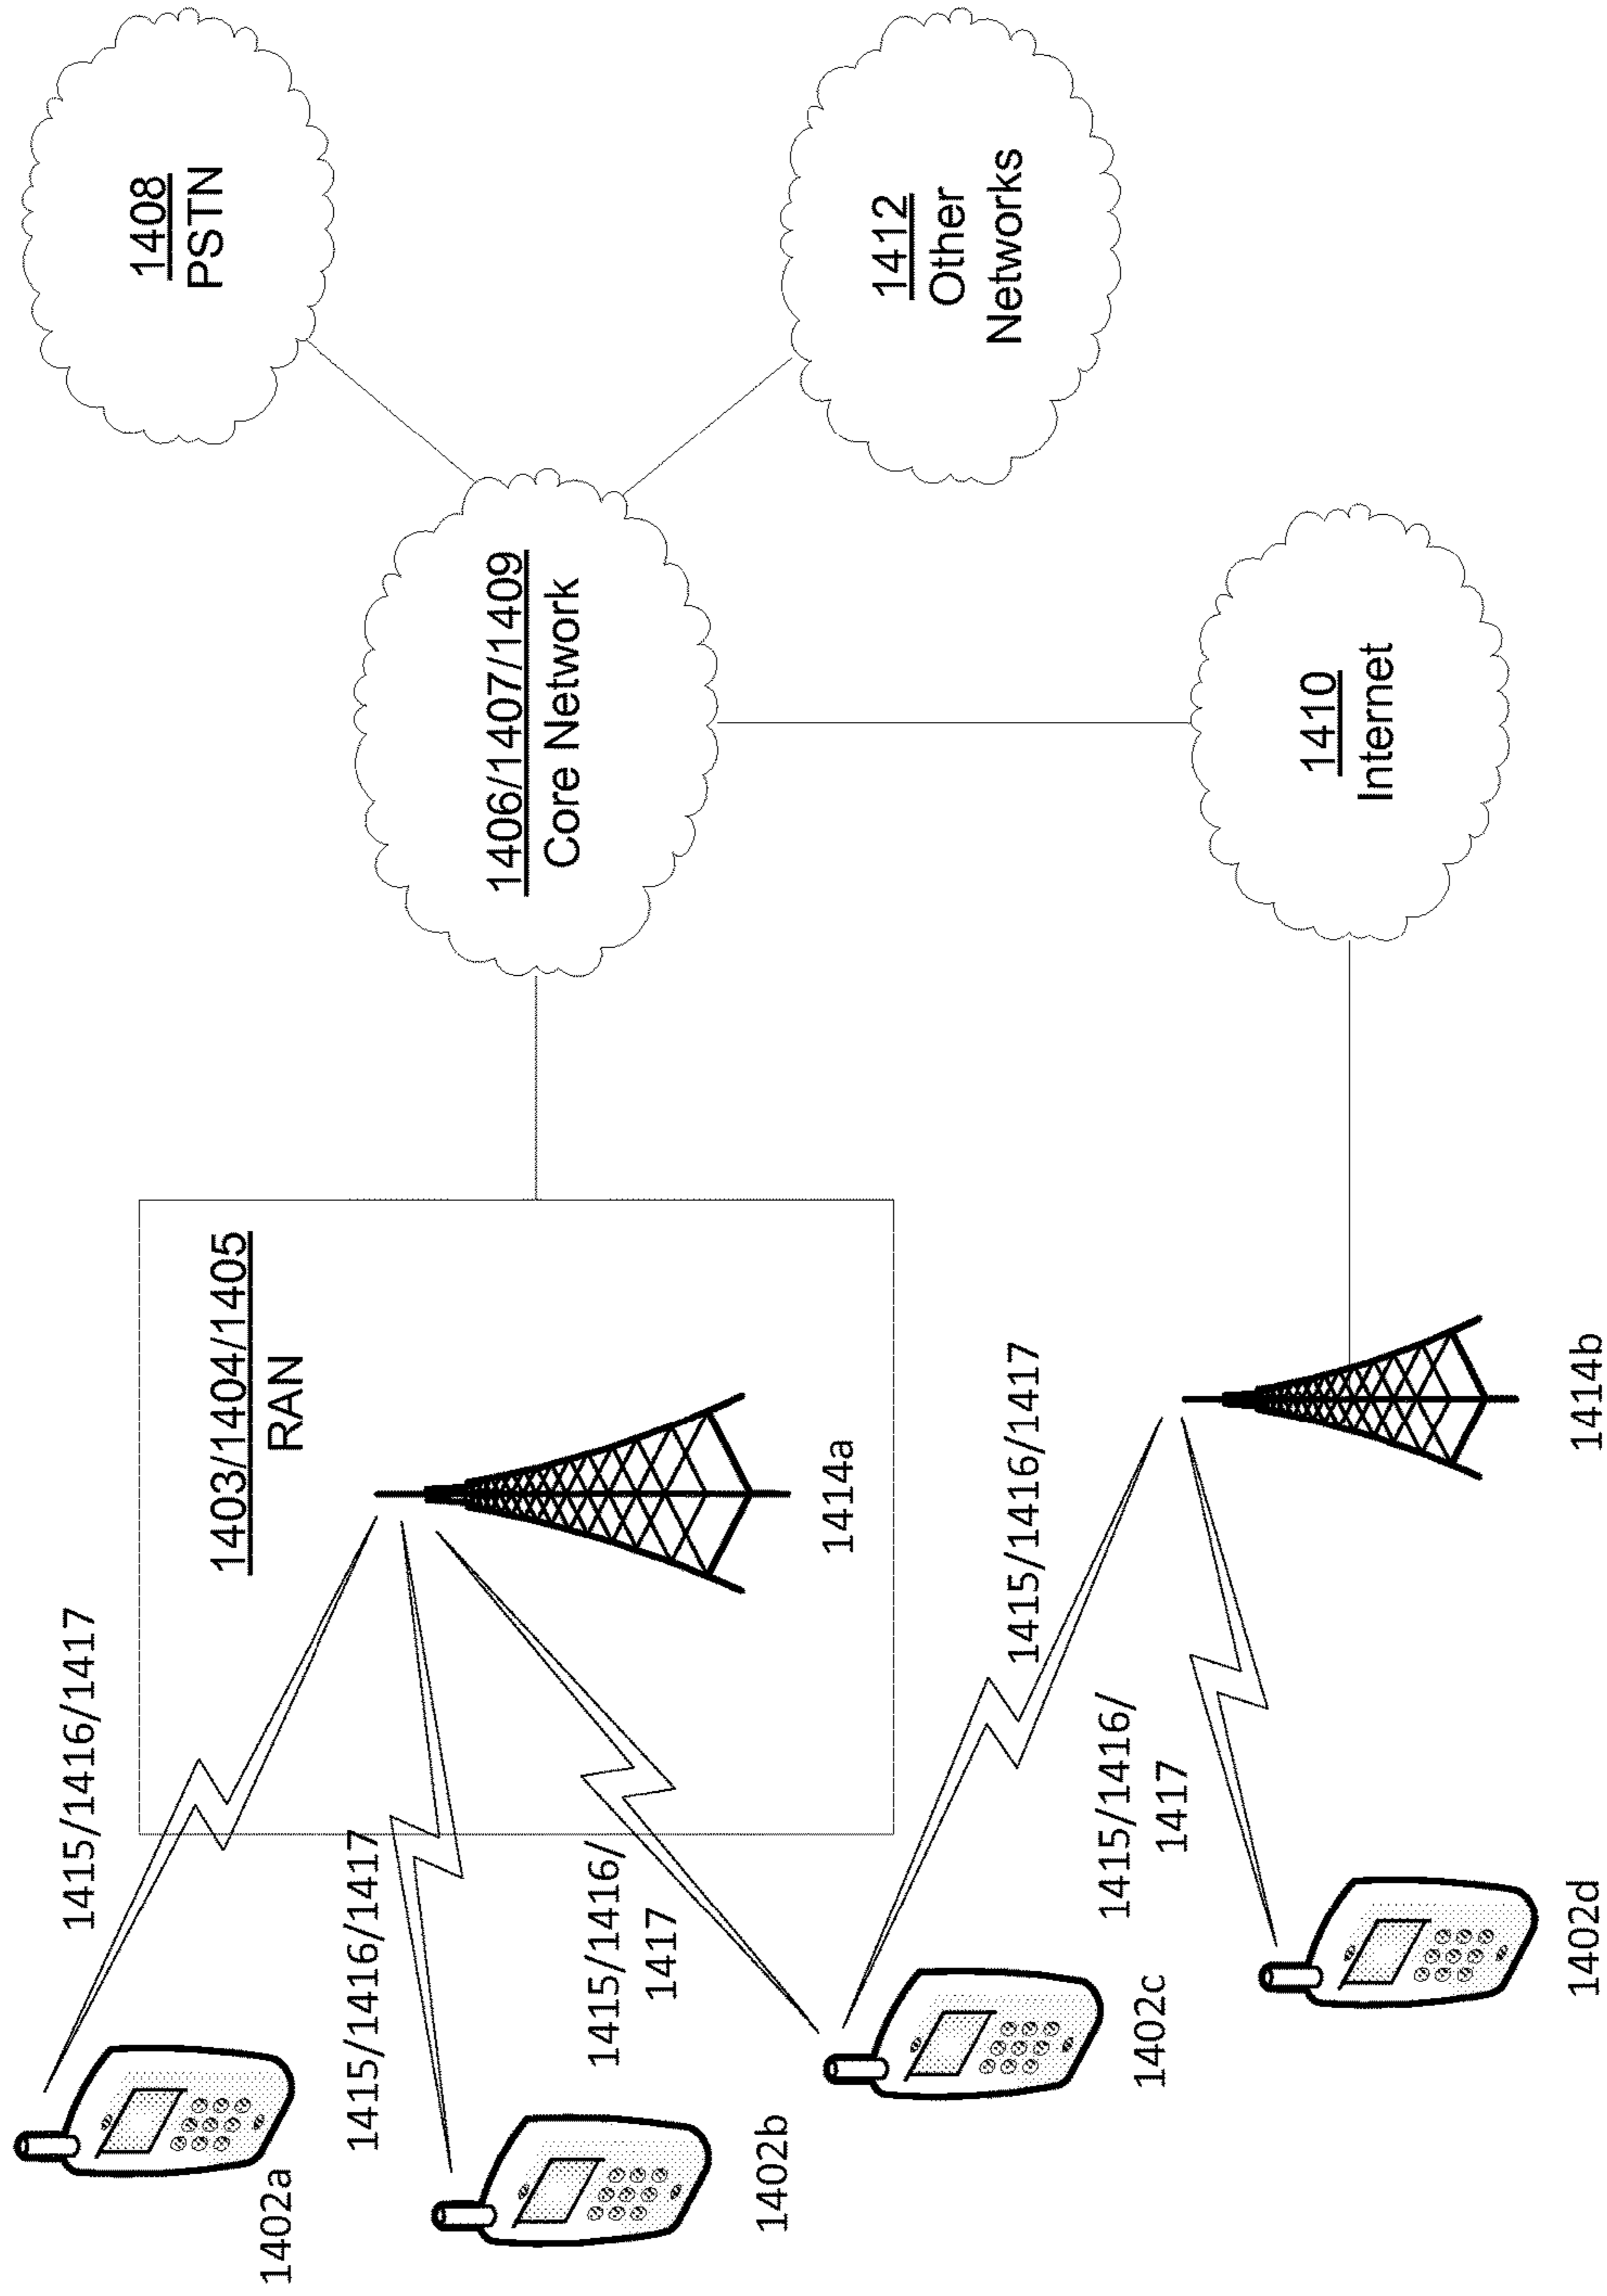 1402a
1415/1416/1417
1403/1404/1405
RAN
1406/1407/1409
Core Network
1408
PSTN
1402b
1415/1416/1417
1415/1416/
1417
1414a
1412
Other
Networks
1402c
1415/1416/1417
1415/1416/
1417
1410
Internet
1402d
1414b